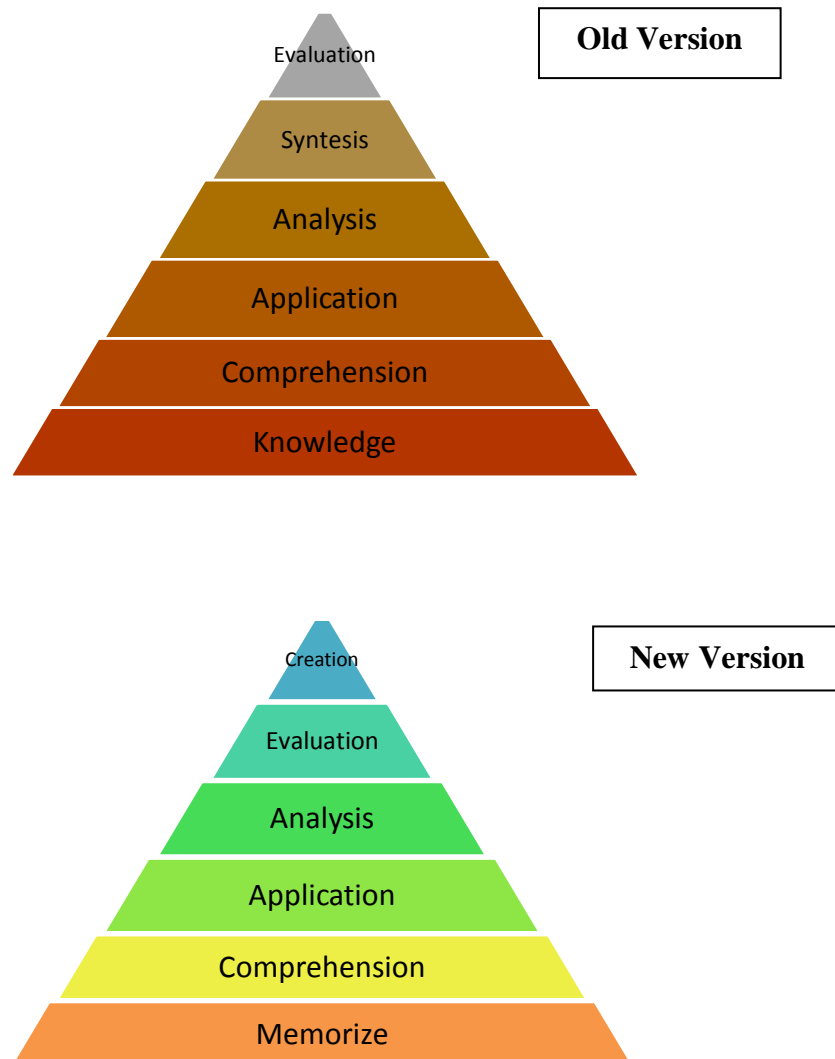 Old Version
Evaluation
Syntesis
Analysis
Application
Comprehension
Knowledge
New Version
Creation
Evaluation
Analysis
Application
Comprehension
Memorize